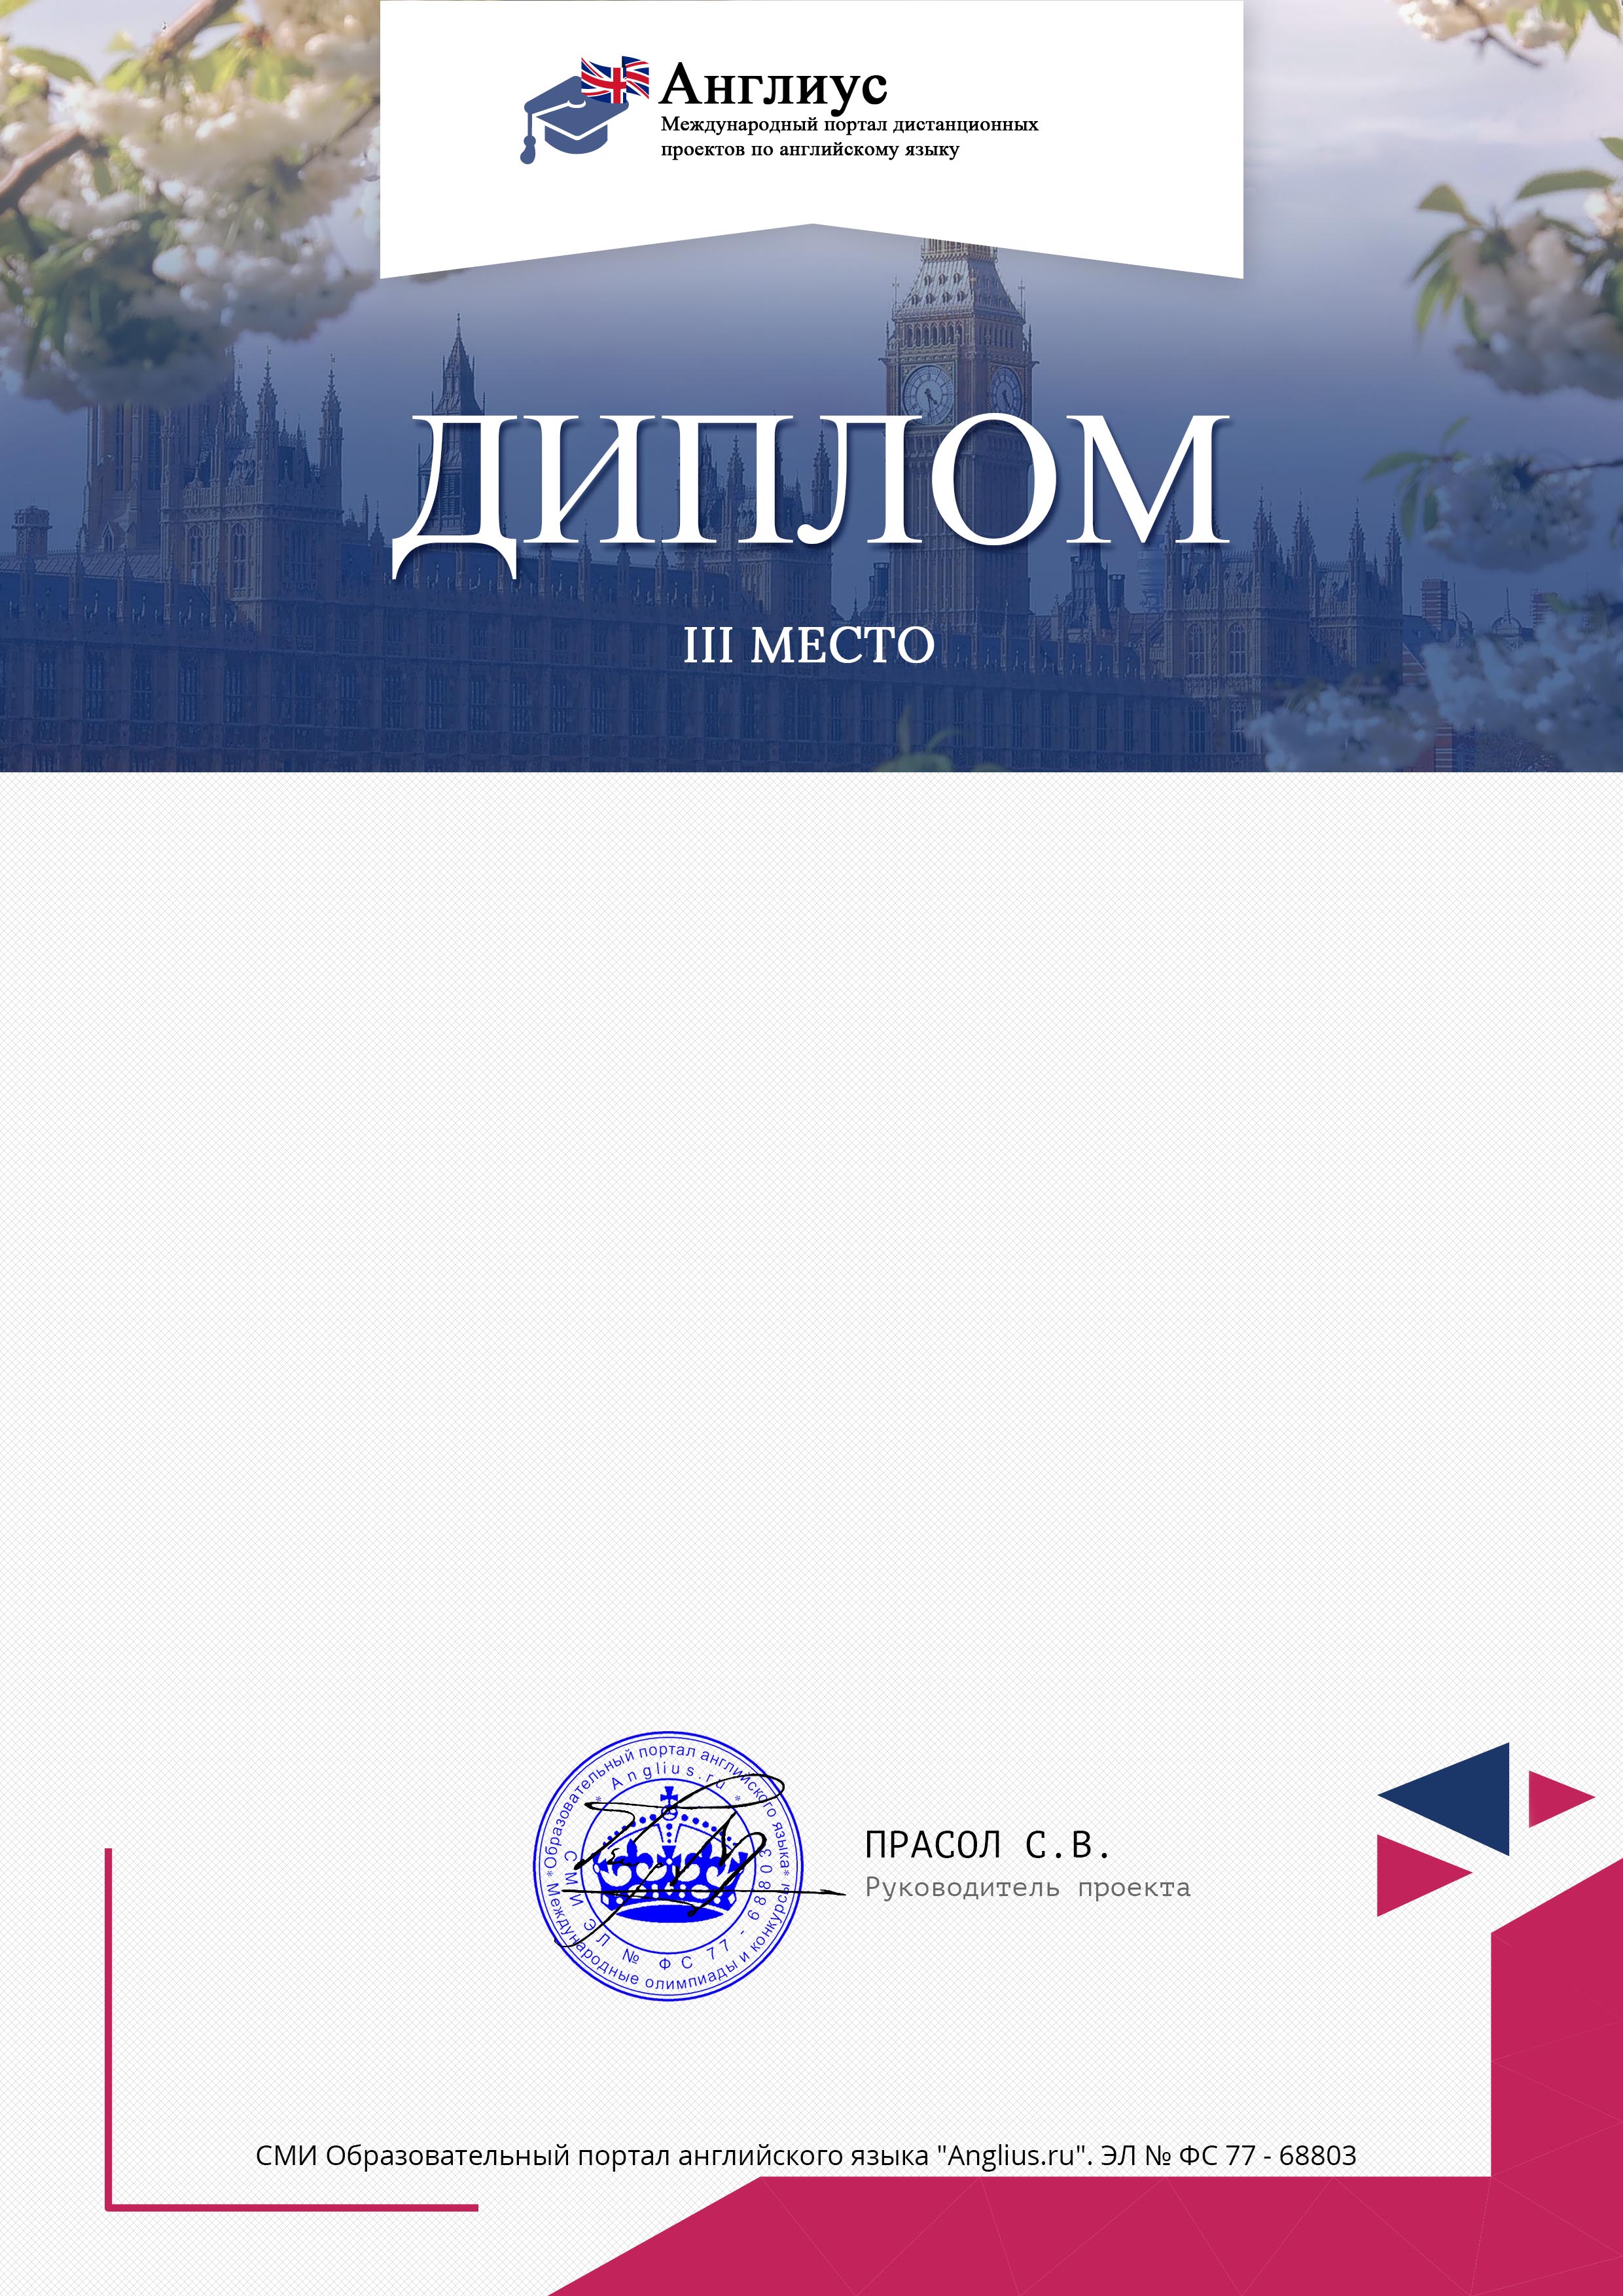 Англиус
Международный портал дистанционных
проектов по английскому языку
ДИПЛОМ
III МЕСТО
*Образовательный портал английского языка*
* Anglius.ru *
СМИ ЭЛ № ФС 77 - 68803
Международные олимпиады и конкурсы
ПРАСОЛ С.В.
Руководитель проекта
СМИ Образовательный портал английского языка "Anglius.ru". ЭЛ № ФС 77 - 68803